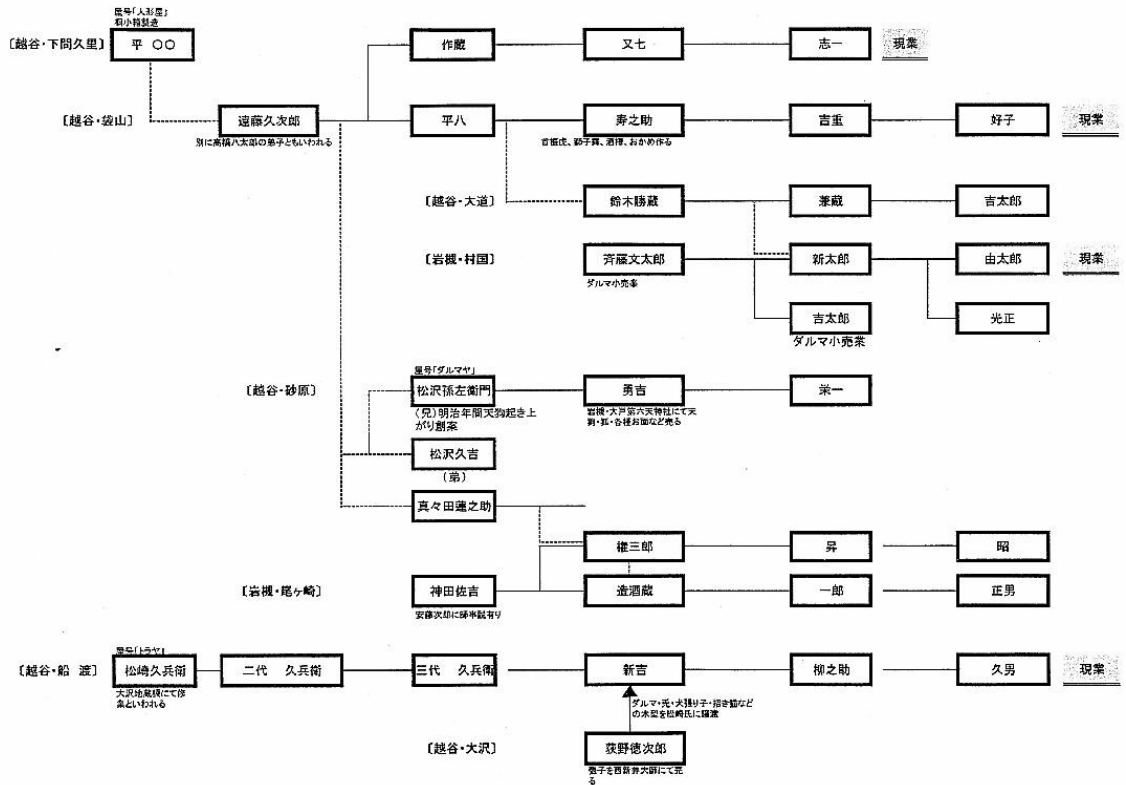 屋号「人形屋」
桐小箱製造
〔越谷・下間久里〕
平 〇〇
作蔵
又七
志一
現業
〔越谷・袋山〕
遠藤久次郎
別に高橋八太郎の弟子ともいわれる
平八
寿之助
首振虎、獅子舞、酒樽、おかめ作る
吉重
好子
現業
〔越谷・大道〕
鈴木勝蔵
兼蔵
吉太郎
〔岩槻・村国〕
斉藤文太郎
ダルマ小売業
新太郎
由太郎
現業
吉太郎
ダルマ小売業
光正
〔越谷・砂原〕
屋号「ダルマヤ」
松沢孫左衛門
(兄)明治年間天狗起き上
がり創案
勇吉
岩槻・大戸第六天神社にて天
狗・狐・各種お面など売る
栄一
松沢久吉
(弟)
真々田蓮之助
権三郎
昇
昭
〔岩槻・尾ヶ崎〕
神田佐吉
安藤次郎に師事説有り
造酒蔵
一郎
正男
屋号「トラヤ」
〔越谷・船 渡〕
松崎久兵衛
大沢地蔵橋にて修
業といわれる
二代 久兵衛
三代 久兵衛
新吉
柳之助
久男
現業
ダルマ・兎・犬張り子・招き猫など
の木型を松崎氏に譲渡
〔越谷・大沢〕
荻野徳次郎
張子を西新井大師にて売
る